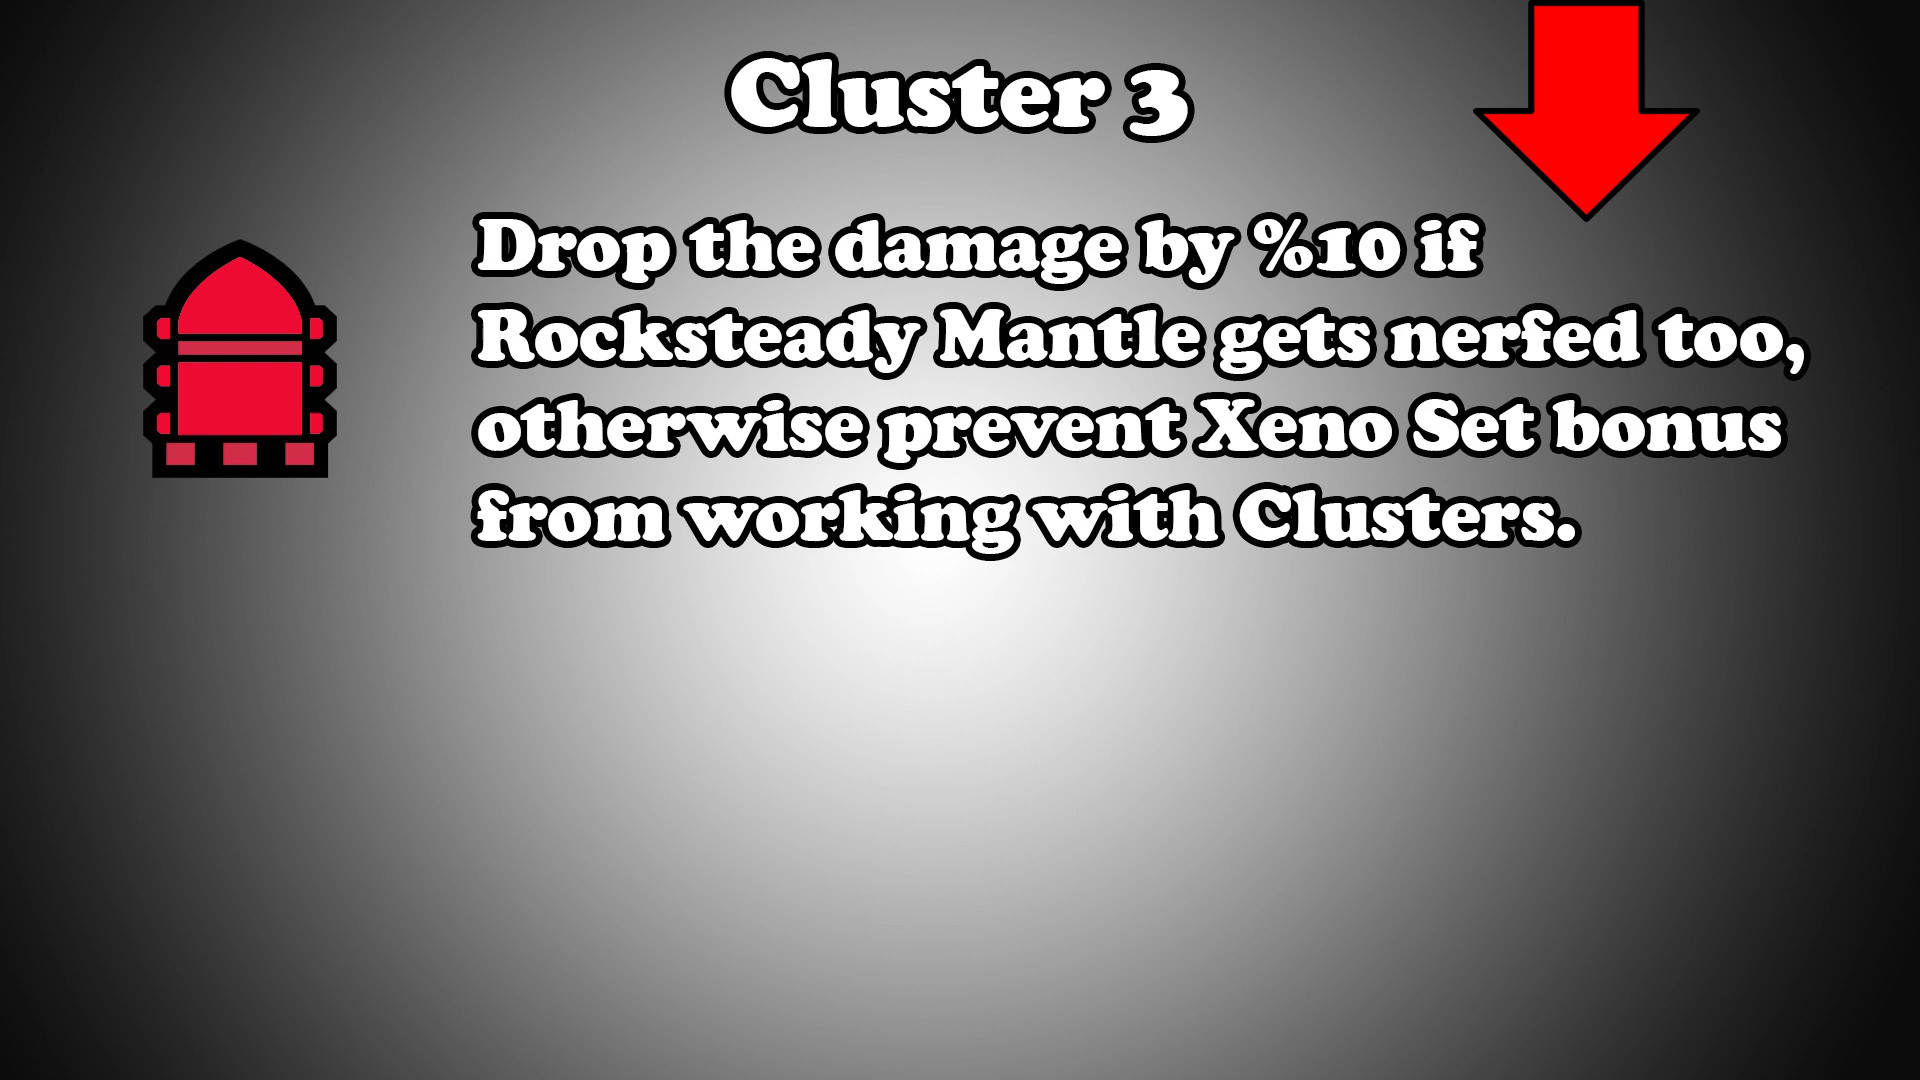 Cluster 3
Drop the damage by %10 if
Rocksteady Mantle gets nerfed too,
otherwise prevent Xeno Set bonus
from working with Clusters.